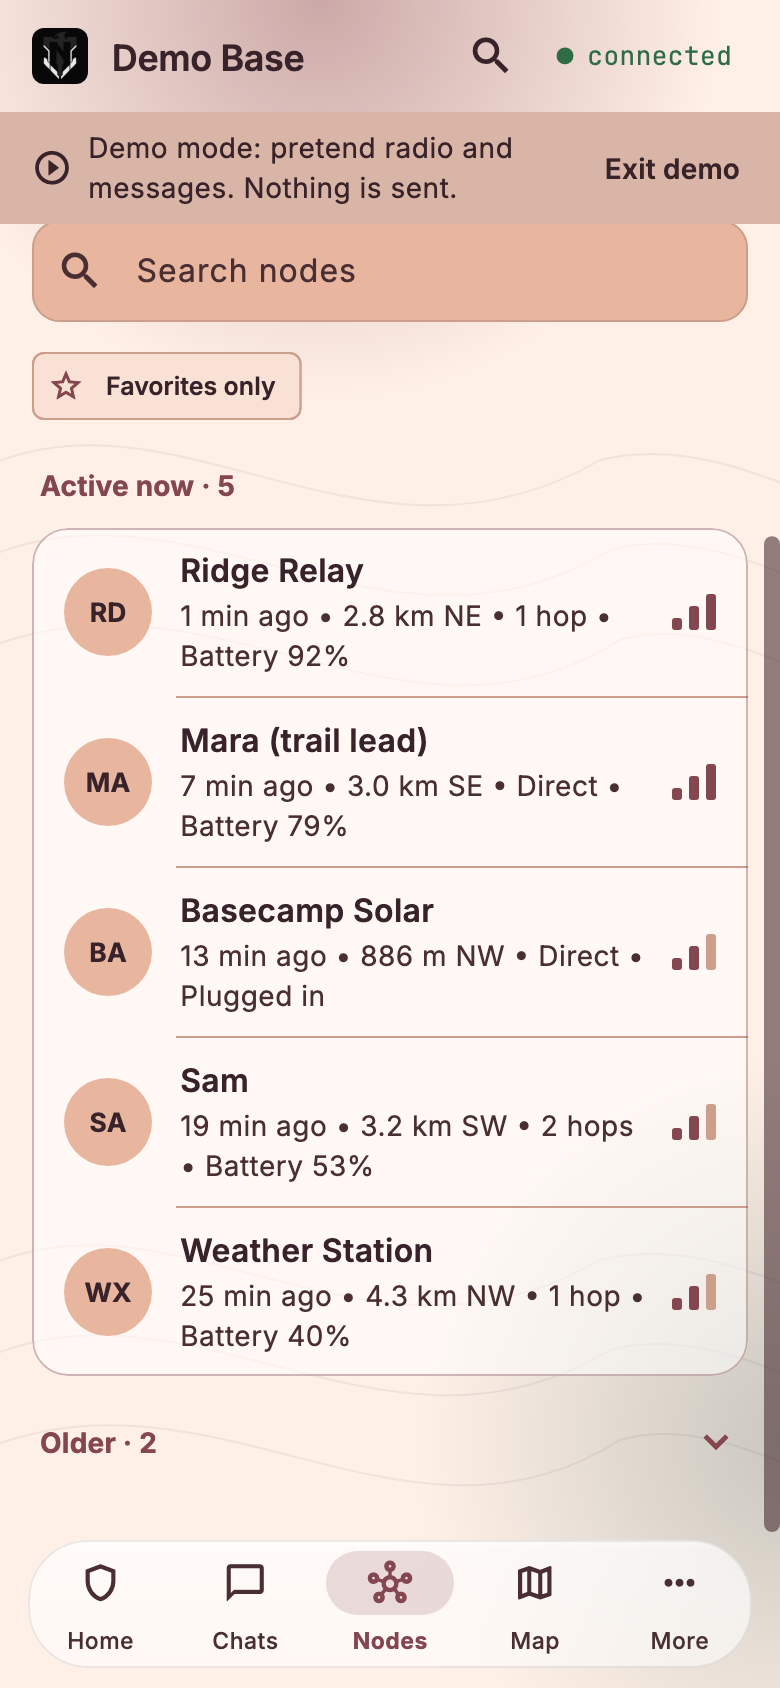 Demo Base
connected
Demo mode: pretend radio and
messages. Nothing is sent.
Exit demo
Search nodes
Favorites only
Active now · 5
RD
Ridge Relay
1 min ago • 2.8 km NE • 1 hop •
Battery 92%
MA
Mara (trail lead)
7 min ago • 3.0 km SE • Direct •
Battery 79%
BA
Basecamp Solar
13 min ago • 886 m NW • Direct •
Plugged in
SA
Sam
19 min ago • 3.2 km SW • 2 hops
• Battery 53%
WX
Weather Station
25 min ago • 4.3 km NW • 1 hop •
Battery 40%
Older · 2
Home
Chats
Nodes
Map
More